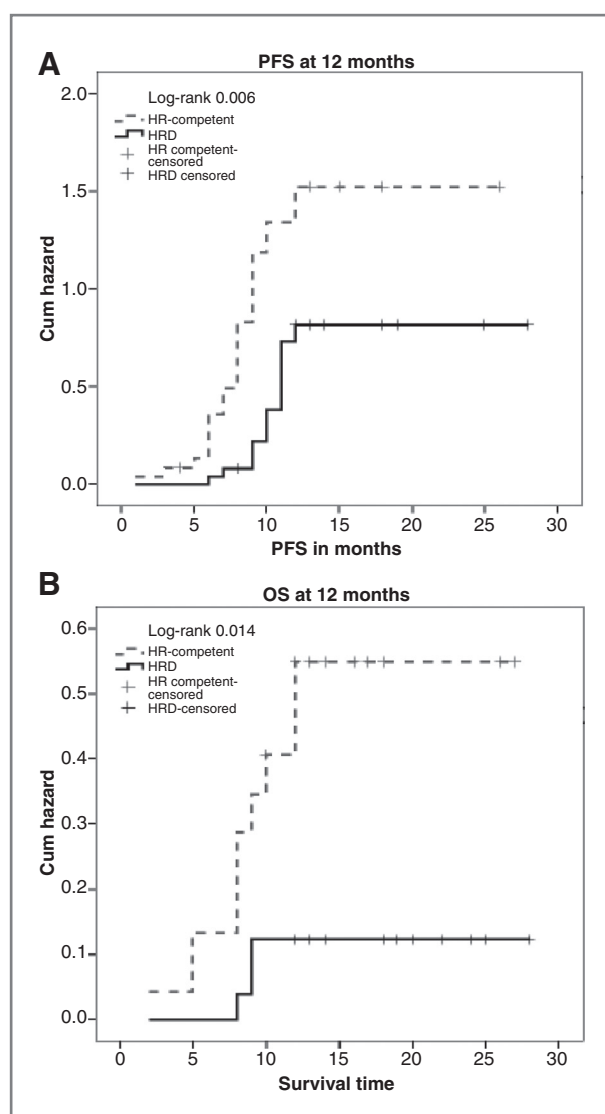 A
PFS at 12 months
Log-rank 0.006
HR-competent
HRD
HR competent-
censored
HRD censored
Cum hazard
2.0
1.5
1.0
0.5
0.0
0 5 10 15 20 25 30
PFS in months
B
OS at 12 months
Log-rank 0.014
HR-competent
HRD
HR competent-
censored
HRD-censored
Cum hazard
0.6
0.5
0.4
0.3
0.2
0.1
0.0
0 5 10 15 20 25 30
Survival time